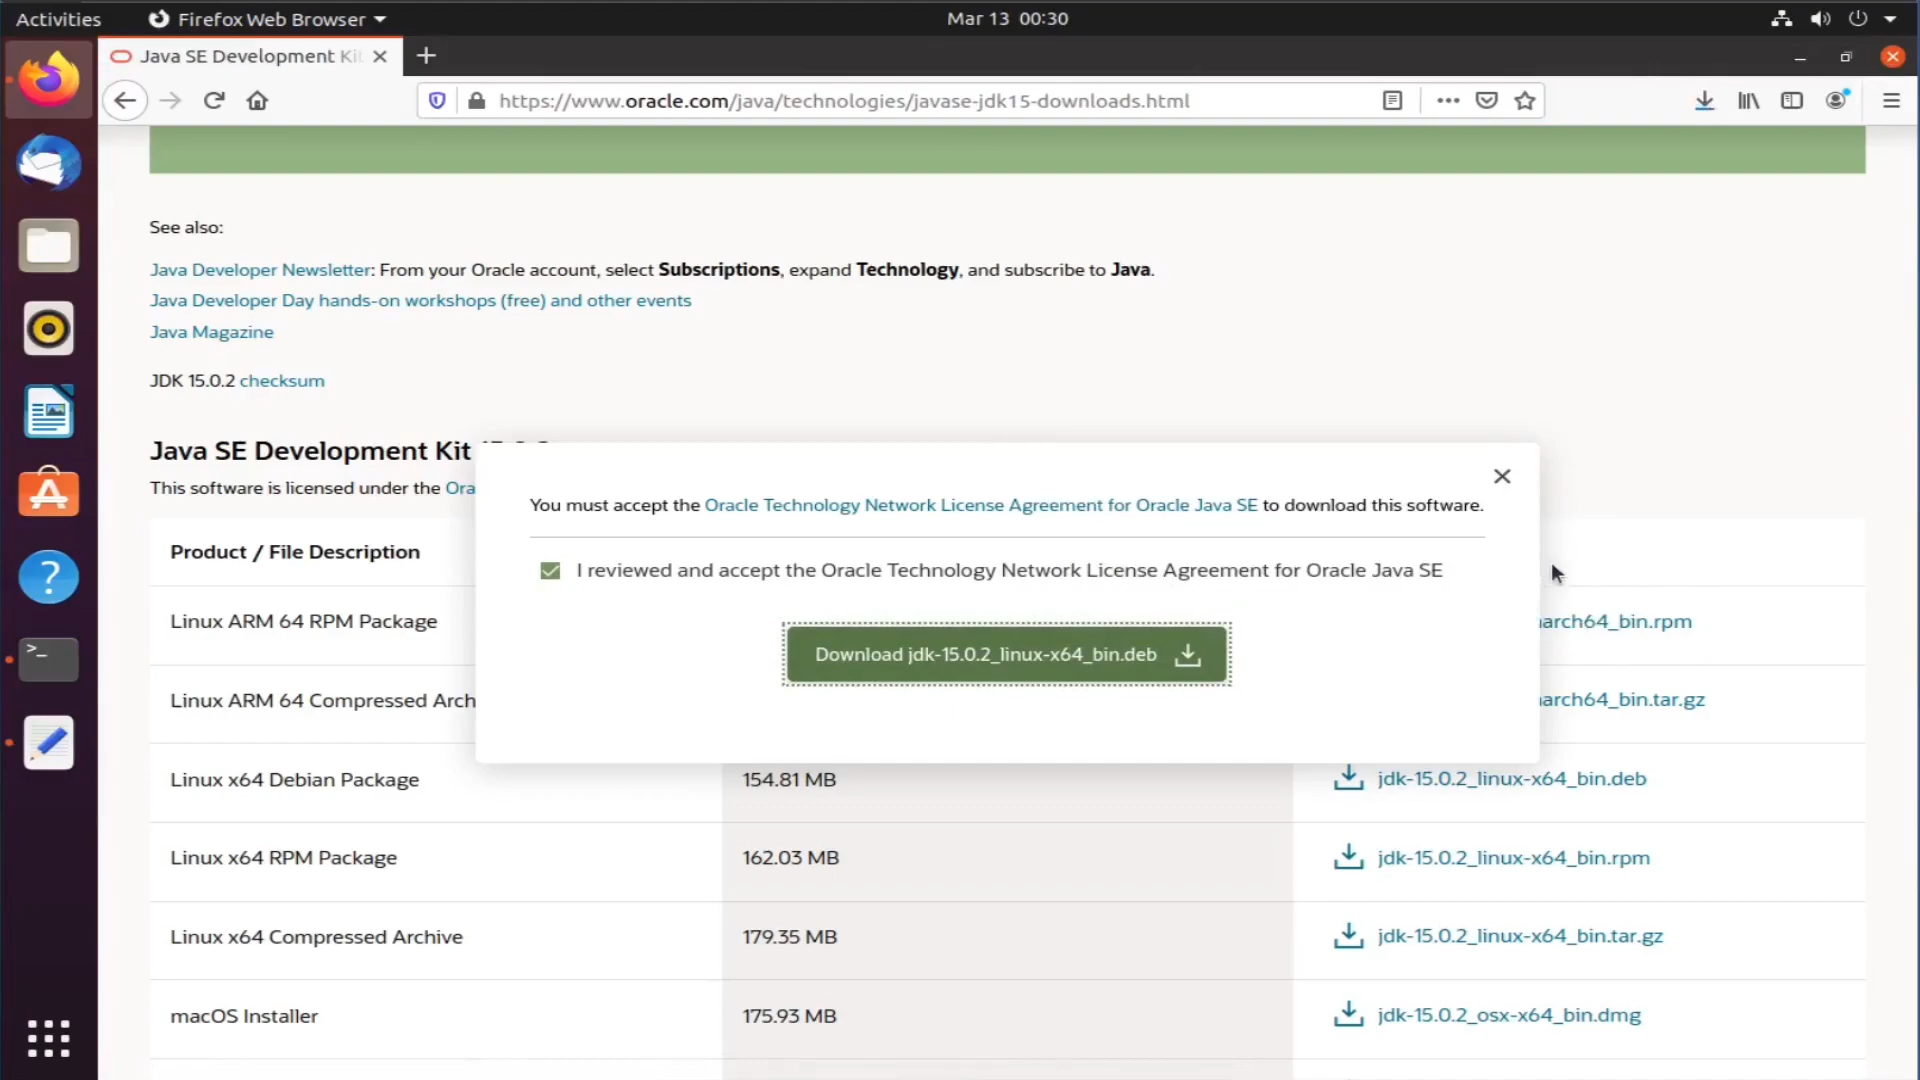 Activities
Firefox Web Browser
Mar 13 00:30
Java SE Development Kit
https://www.oracle.com/java/technologies/javase-jdk15-downloads.html
See also:
Java Developer Newsletter: From your Oracle account, select Subscriptions, expand Technology, and subscribe to Java.
Java Developer Day hands-on workshops (free) and other events
Java Magazine
JDK 15.0.2 checksum
Java SE Development Kit
This software is licensed under the Ora
You must accept the Oracle Technology Network License Agreement for Oracle Java SE to download this software.
I reviewed and accept the Oracle Technology Network License Agreement for Oracle Java SE
Download jdk-15.0.2_linux-x64_bin.deb
Product / File Description
Linux ARM 64 RPM Package
arch64_bin.rpm
Linux ARM 64 Compressed Arch
arch64_bin.tar.gz
Linux x64 Debian Package 154.81 MB jdk-15.0.2_linux-x64_bin.deb
Linux x64 RPM Package 162.03 MB jdk-15.0.2_linux-x64_bin.rpm
Linux x64 Compressed Archive 179.35 MB jdk-15.0.2_linux-x64_bin.tar.gz
macOS Installer 175.93 MB jdk-15.0.2_osx-x64_bin.dmg